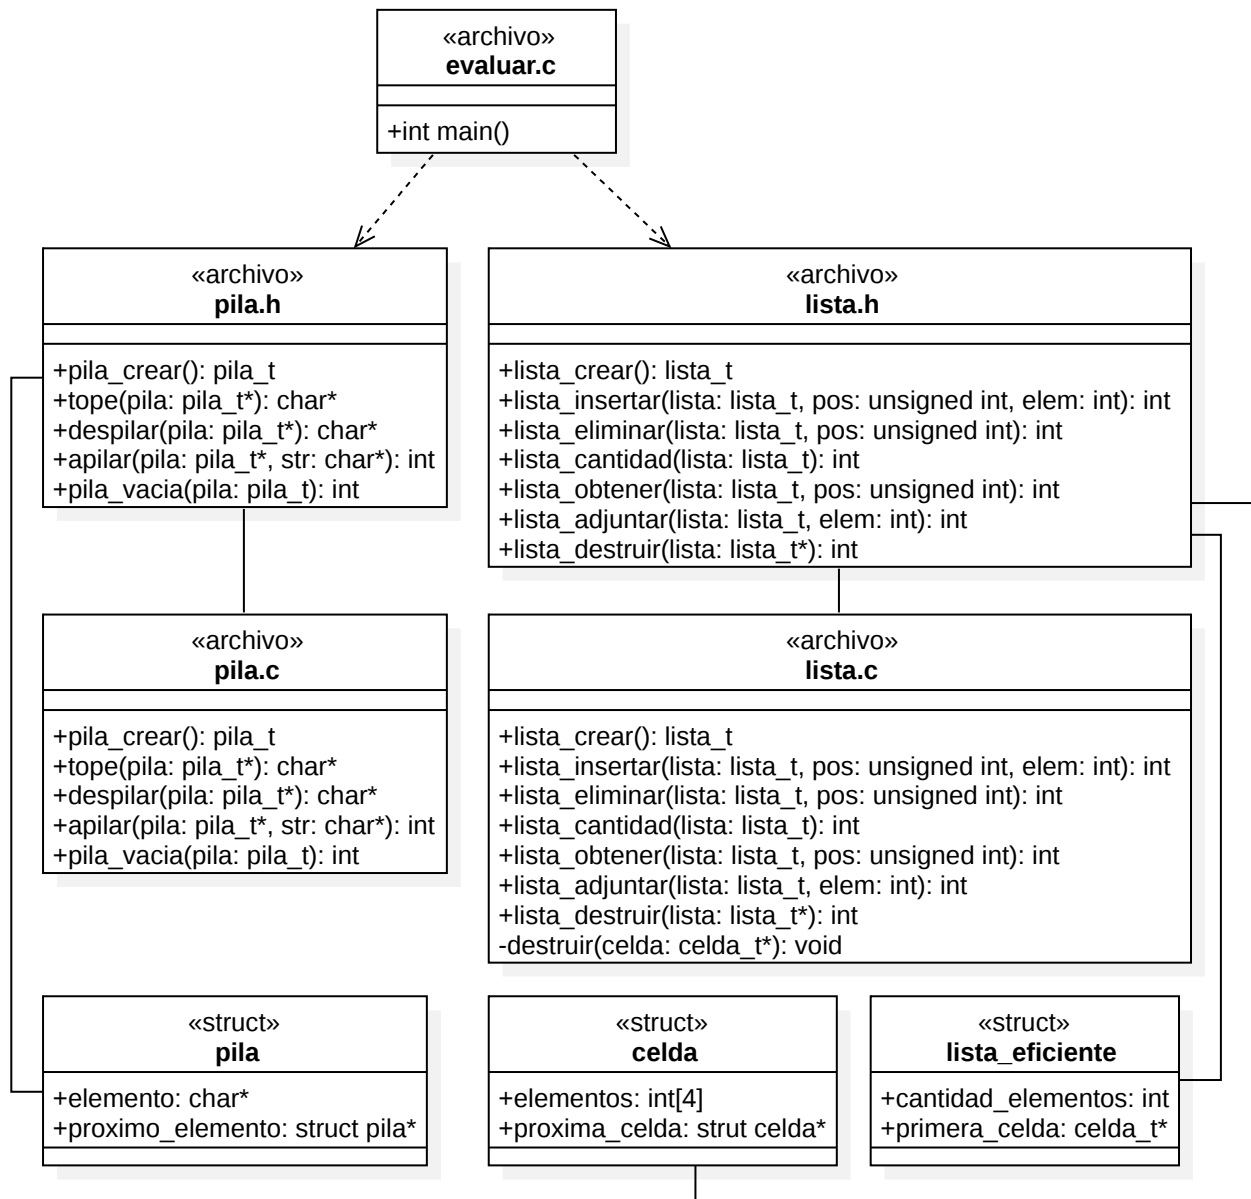 «archivo»
evaluar.c
+int main()
«archivo»
pila.h
+pila_crear(): pila_t
+tope(pila: pila_t*): char*
+despilar(pila: pila_t*): char*
+apilar(pila: pila_t*, str: char*): int
+pila_vacia(pila: pila_t): int
«archivo»
lista.h
+lista_crear(): lista_t
+lista_insertar(lista: lista_t, pos: unsigned int, elem: int): int
+lista_eliminar(lista: lista_t, pos: unsigned int): int
+lista_cantidad(lista: lista_t): int
+lista_obtener(lista: lista_t, pos: unsigned int): int
+lista_adjuntar(lista: lista_t, elem: int): int
+lista_destruir(lista: lista_t*): int
«archivo»
pila.c
+pila_crear(): pila_t
+tope(pila: pila_t*): char*
+despilar(pila: pila_t*): char*
+apilar(pila: pila_t*, str: char*): int
+pila_vacia(pila: pila_t): int
«archivo»
lista.c
+lista_crear(): lista_t
+lista_insertar(lista: lista_t, pos: unsigned int, elem: int): int
+lista_eliminar(lista: lista_t, pos: unsigned int): int
+lista_cantidad(lista: lista_t): int
+lista_obtener(lista: lista_t, pos: unsigned int): int
+lista_adjuntar(lista: lista_t, elem: int): int
+lista_destruir(lista: lista_t*): int
-destruir(celda: celda_t*): void
«struct»
pila
+elemento: char*
+proximo_elemento: struct pila*
«struct»
celda
+elementos: int[4]
+proxima_celda: strut celda*
«struct»
lista_eficiente
+cantidad_elementos: int
+primera_celda: celda_t*